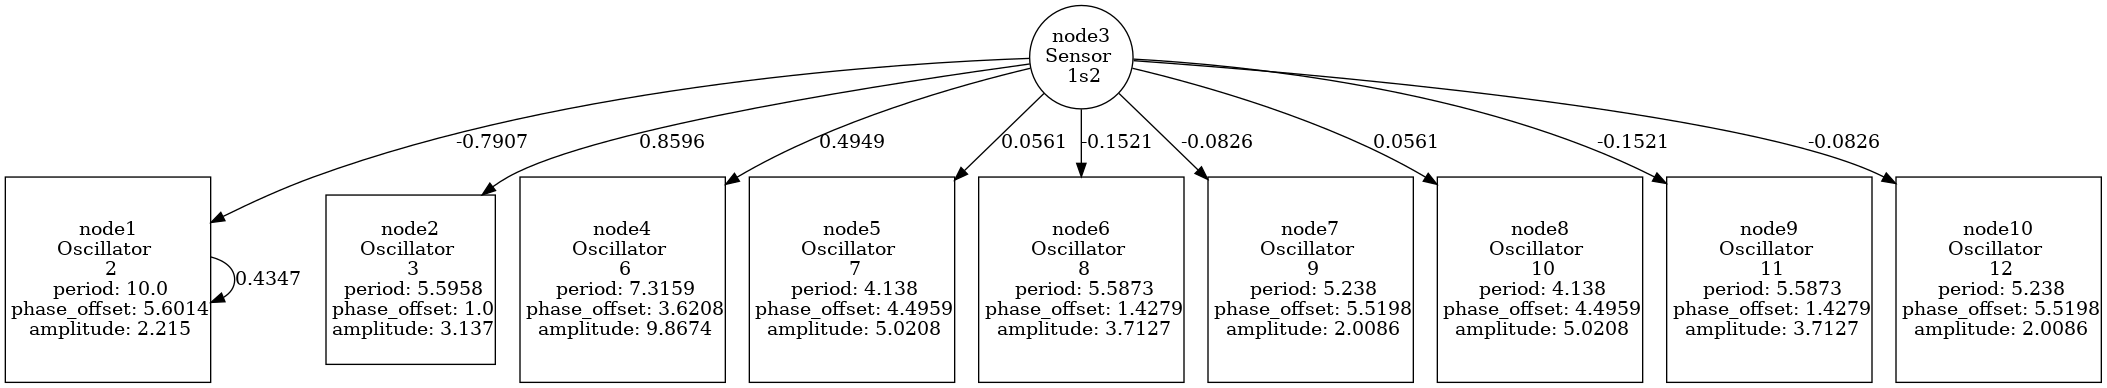 node3
Sensor
1s2
-0.7907
0.8596
0.4949
0.0561
-0.1521
-0.0826
0.0561
-0.1521
-0.0826
node1
Oscillator
2
period: 10.0
phase_offset: 5.6014
amplitude: 2.215
0.4347
node2
Oscillator
3
period: 5.5958
phase_offset: 1.0
amplitude: 3.137
node4
Oscillator
6
period: 7.3159
phase_offset: 3.6208
amplitude: 9.8674
node5
Oscillator
7
period: 4.138
phase_offset: 4.4959
amplitude: 5.0208
node6
Oscillator
8
period: 5.5873
phase_offset: 1.4279
amplitude: 3.7127
node7
Oscillator
9
period: 5.238
phase_offset: 5.5198
amplitude: 2.0086
node8
Oscillator
10
period: 4.138
phase_offset: 4.4959
amplitude: 5.0208
node9
Oscillator
11
period: 5.5873
phase_offset: 1.4279
amplitude: 3.7127
node10
Oscillator
12
period: 5.238
phase_offset: 5.5198
amplitude: 2.0086